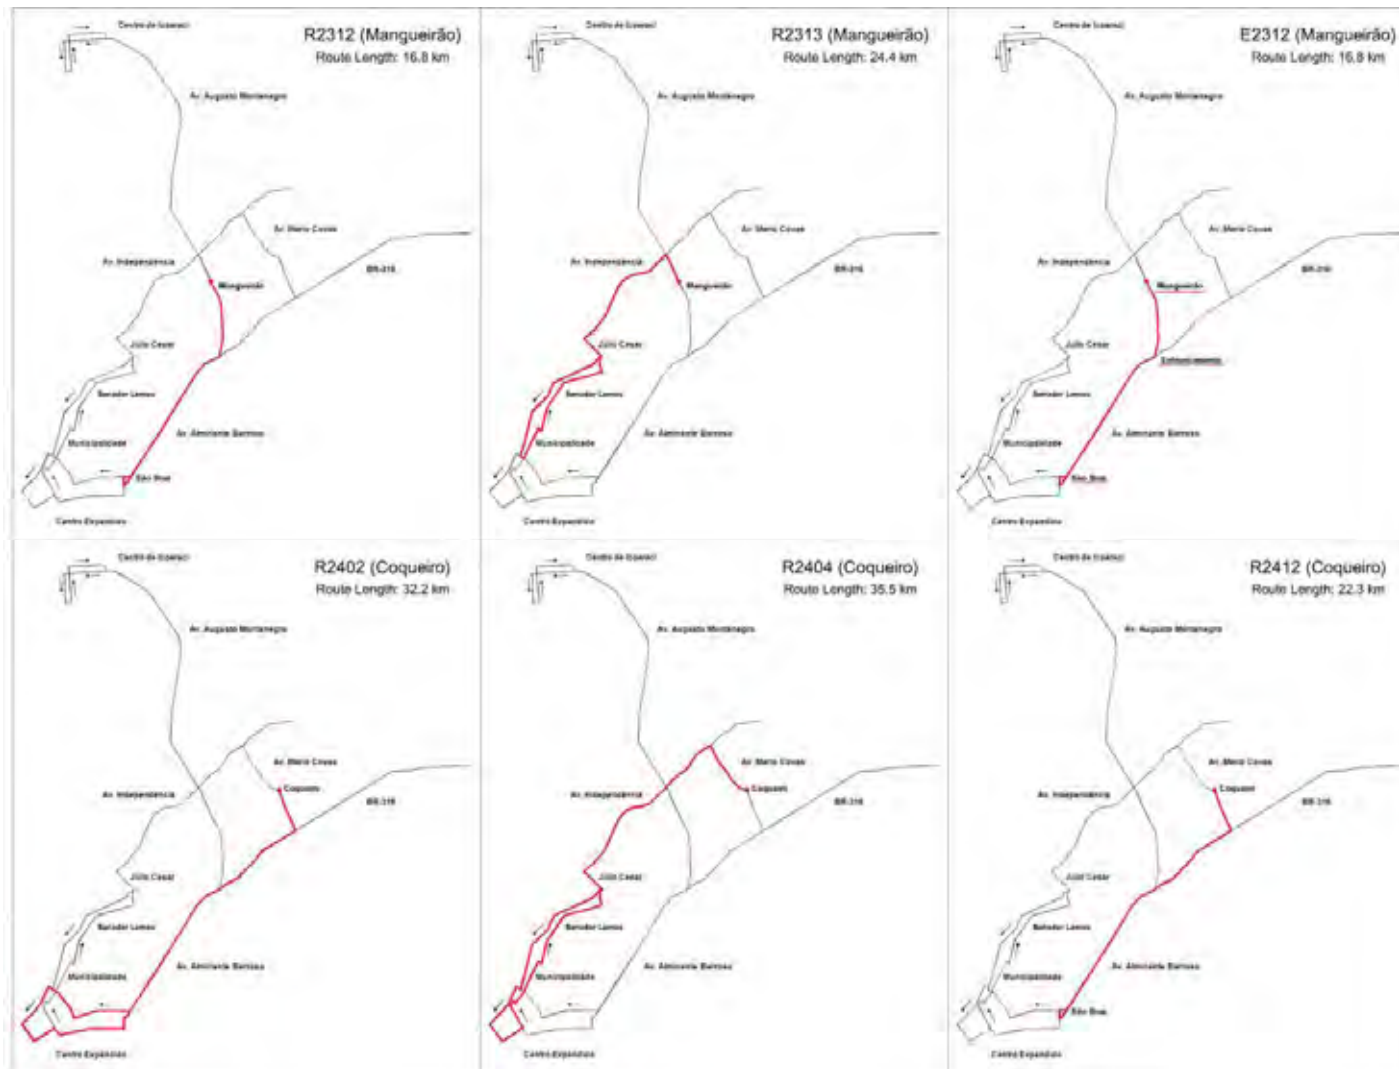 Centro de Icoaraci
R2312 (Mangueirão)
Route Length: 16.8 km
Av. Augusto Montenegro
Av. Mario Covas
Av. Independência
BR-316
Mangueirão
Júlio Cesar
Senador Lemos
Municipalidade
Av. Almirante Barroso
São Bras
Centro Expandido
Centro de Icoaraci
R2313 (Mangueirão)
Route Length: 24.4 km
Av. Augusto Montenegro
Av. Mario Covas
Av. Independência
BR-316
Mangueirão
Júlio Cesar
Senador Lemos
Municipalidade
Av. Almirante Barroso
Centro Expandido
Centro de Icoaraci
E2312 (Mangueirão)
Route Length: 16.8 km
Av. Augusto Montenegro
Av. Mario Covas
Av. Independência
BR-316
Mangueirão
Júlio Cesar
Entroncamento
Senador Lemos
Municipalidade
Av. Almirante Barroso
São Bras
Centro Expandido
Centro de Icoaraci
R2402 (Coqueiro)
Route Length: 32.2 km
Av. Augusto Montenegro
Av. Mario Covas
Av. Independência
Coqueiro
BR-316
Júlio Cesar
Senador Lemos
Municipalidade
Av. Almirante Barroso
Centro Expandido
Centro de Icoaraci
R2404 (Coqueiro)
Route Length: 35.5 km
Av. Augusto Montenegro
Av. Mario Covas
Av. Independência
Coqueiro
BR-316
Júlio Cesar
Senador Lemos
Municipalidade
Av. Almirante Barroso
Centro Expandido
Centro de Icoaraci
R2412 (Coqueiro)
Route Length: 22.3 km
Av. Augusto Montenegro
Av. Mario Covas
Av. Independência
Coqueiro
BR-316
Júlio Cesar
Senador Lemos
Municipalidade
Av. Almirante Barroso
São Bras
Centro Expandido